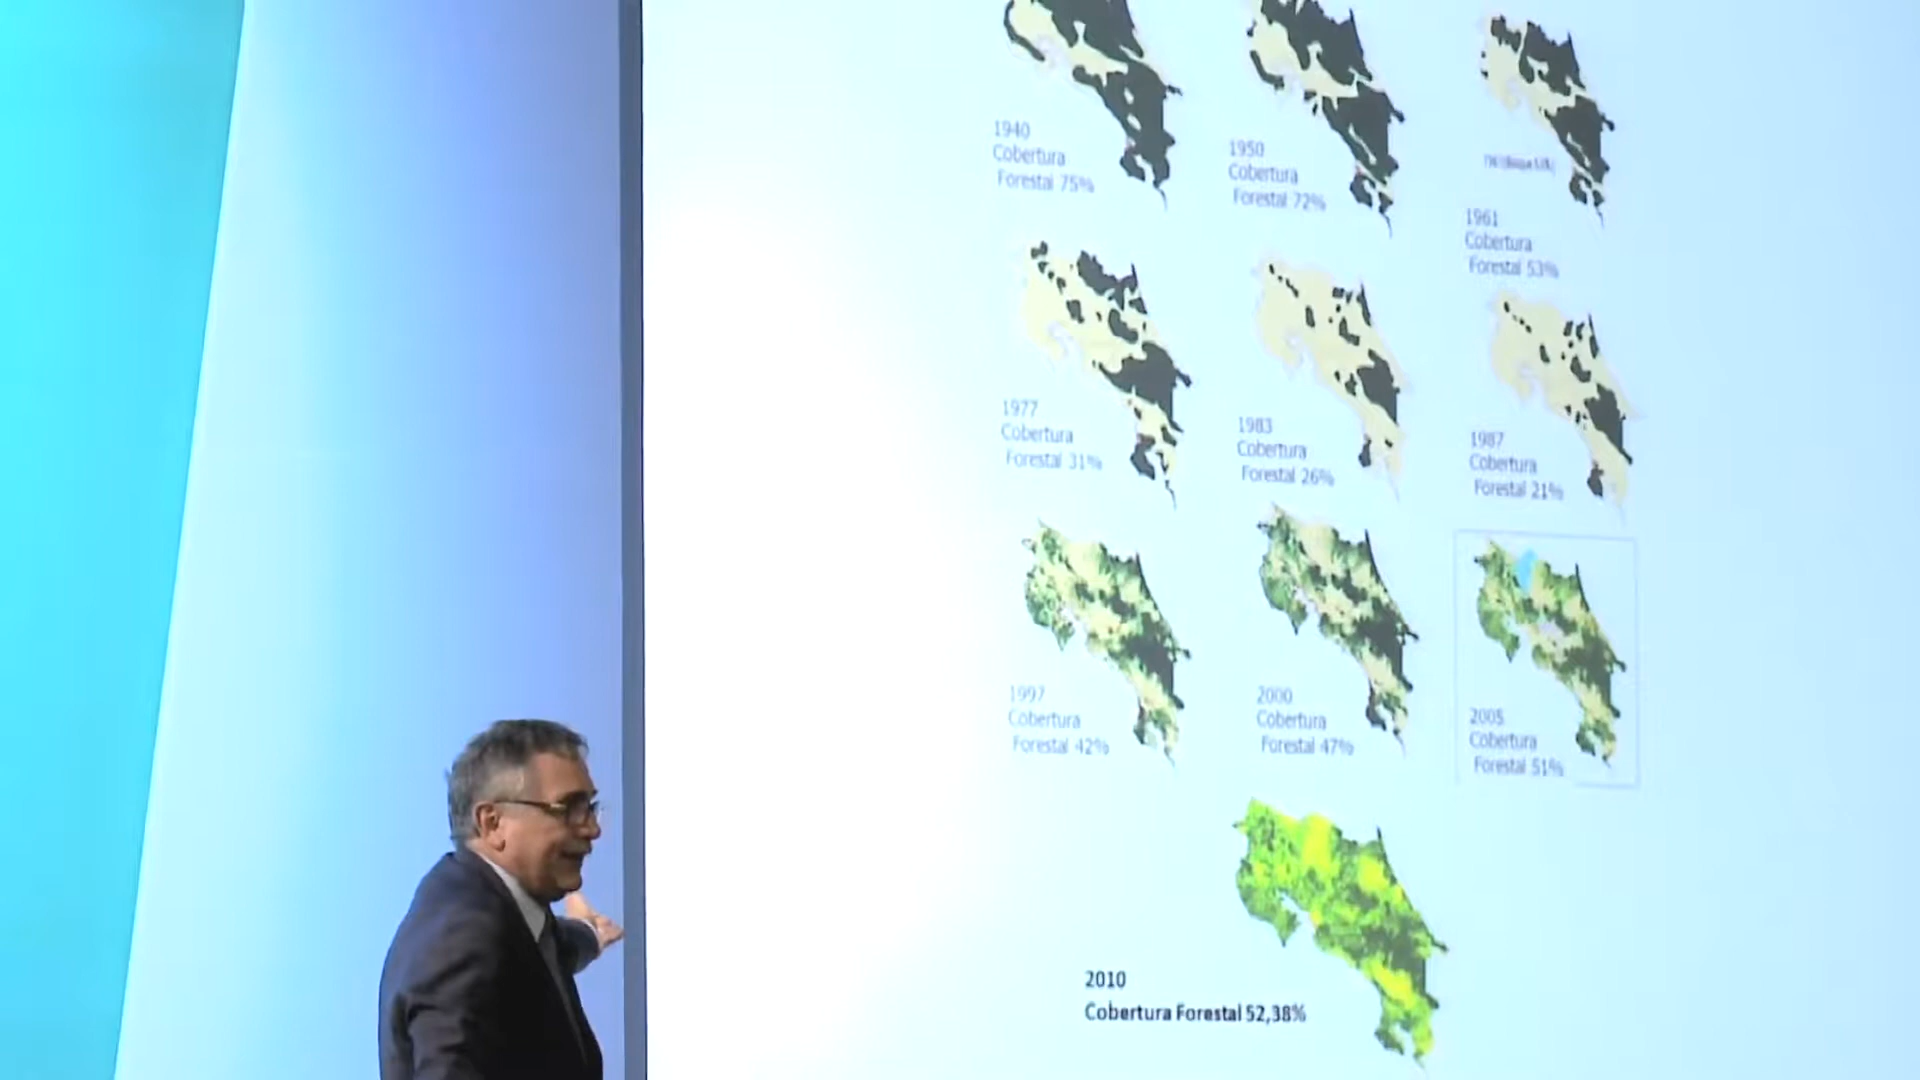 1940
Cobertura
Forestal 75%
1950
Cobertura
Forestal 72%
1961
Cobertura
Forestal 53%
1977
Cobertura
Forestal 31%
1983
Cobertura
Forestal 26%
1987
Cobertura
Forestal 21%
1997
Cobertura
Forestal 42%
2000
Cobertura
Forestal 47%
2005
Cobertura
Forestal 51%
2010
Cobertura Forestal 52,38%